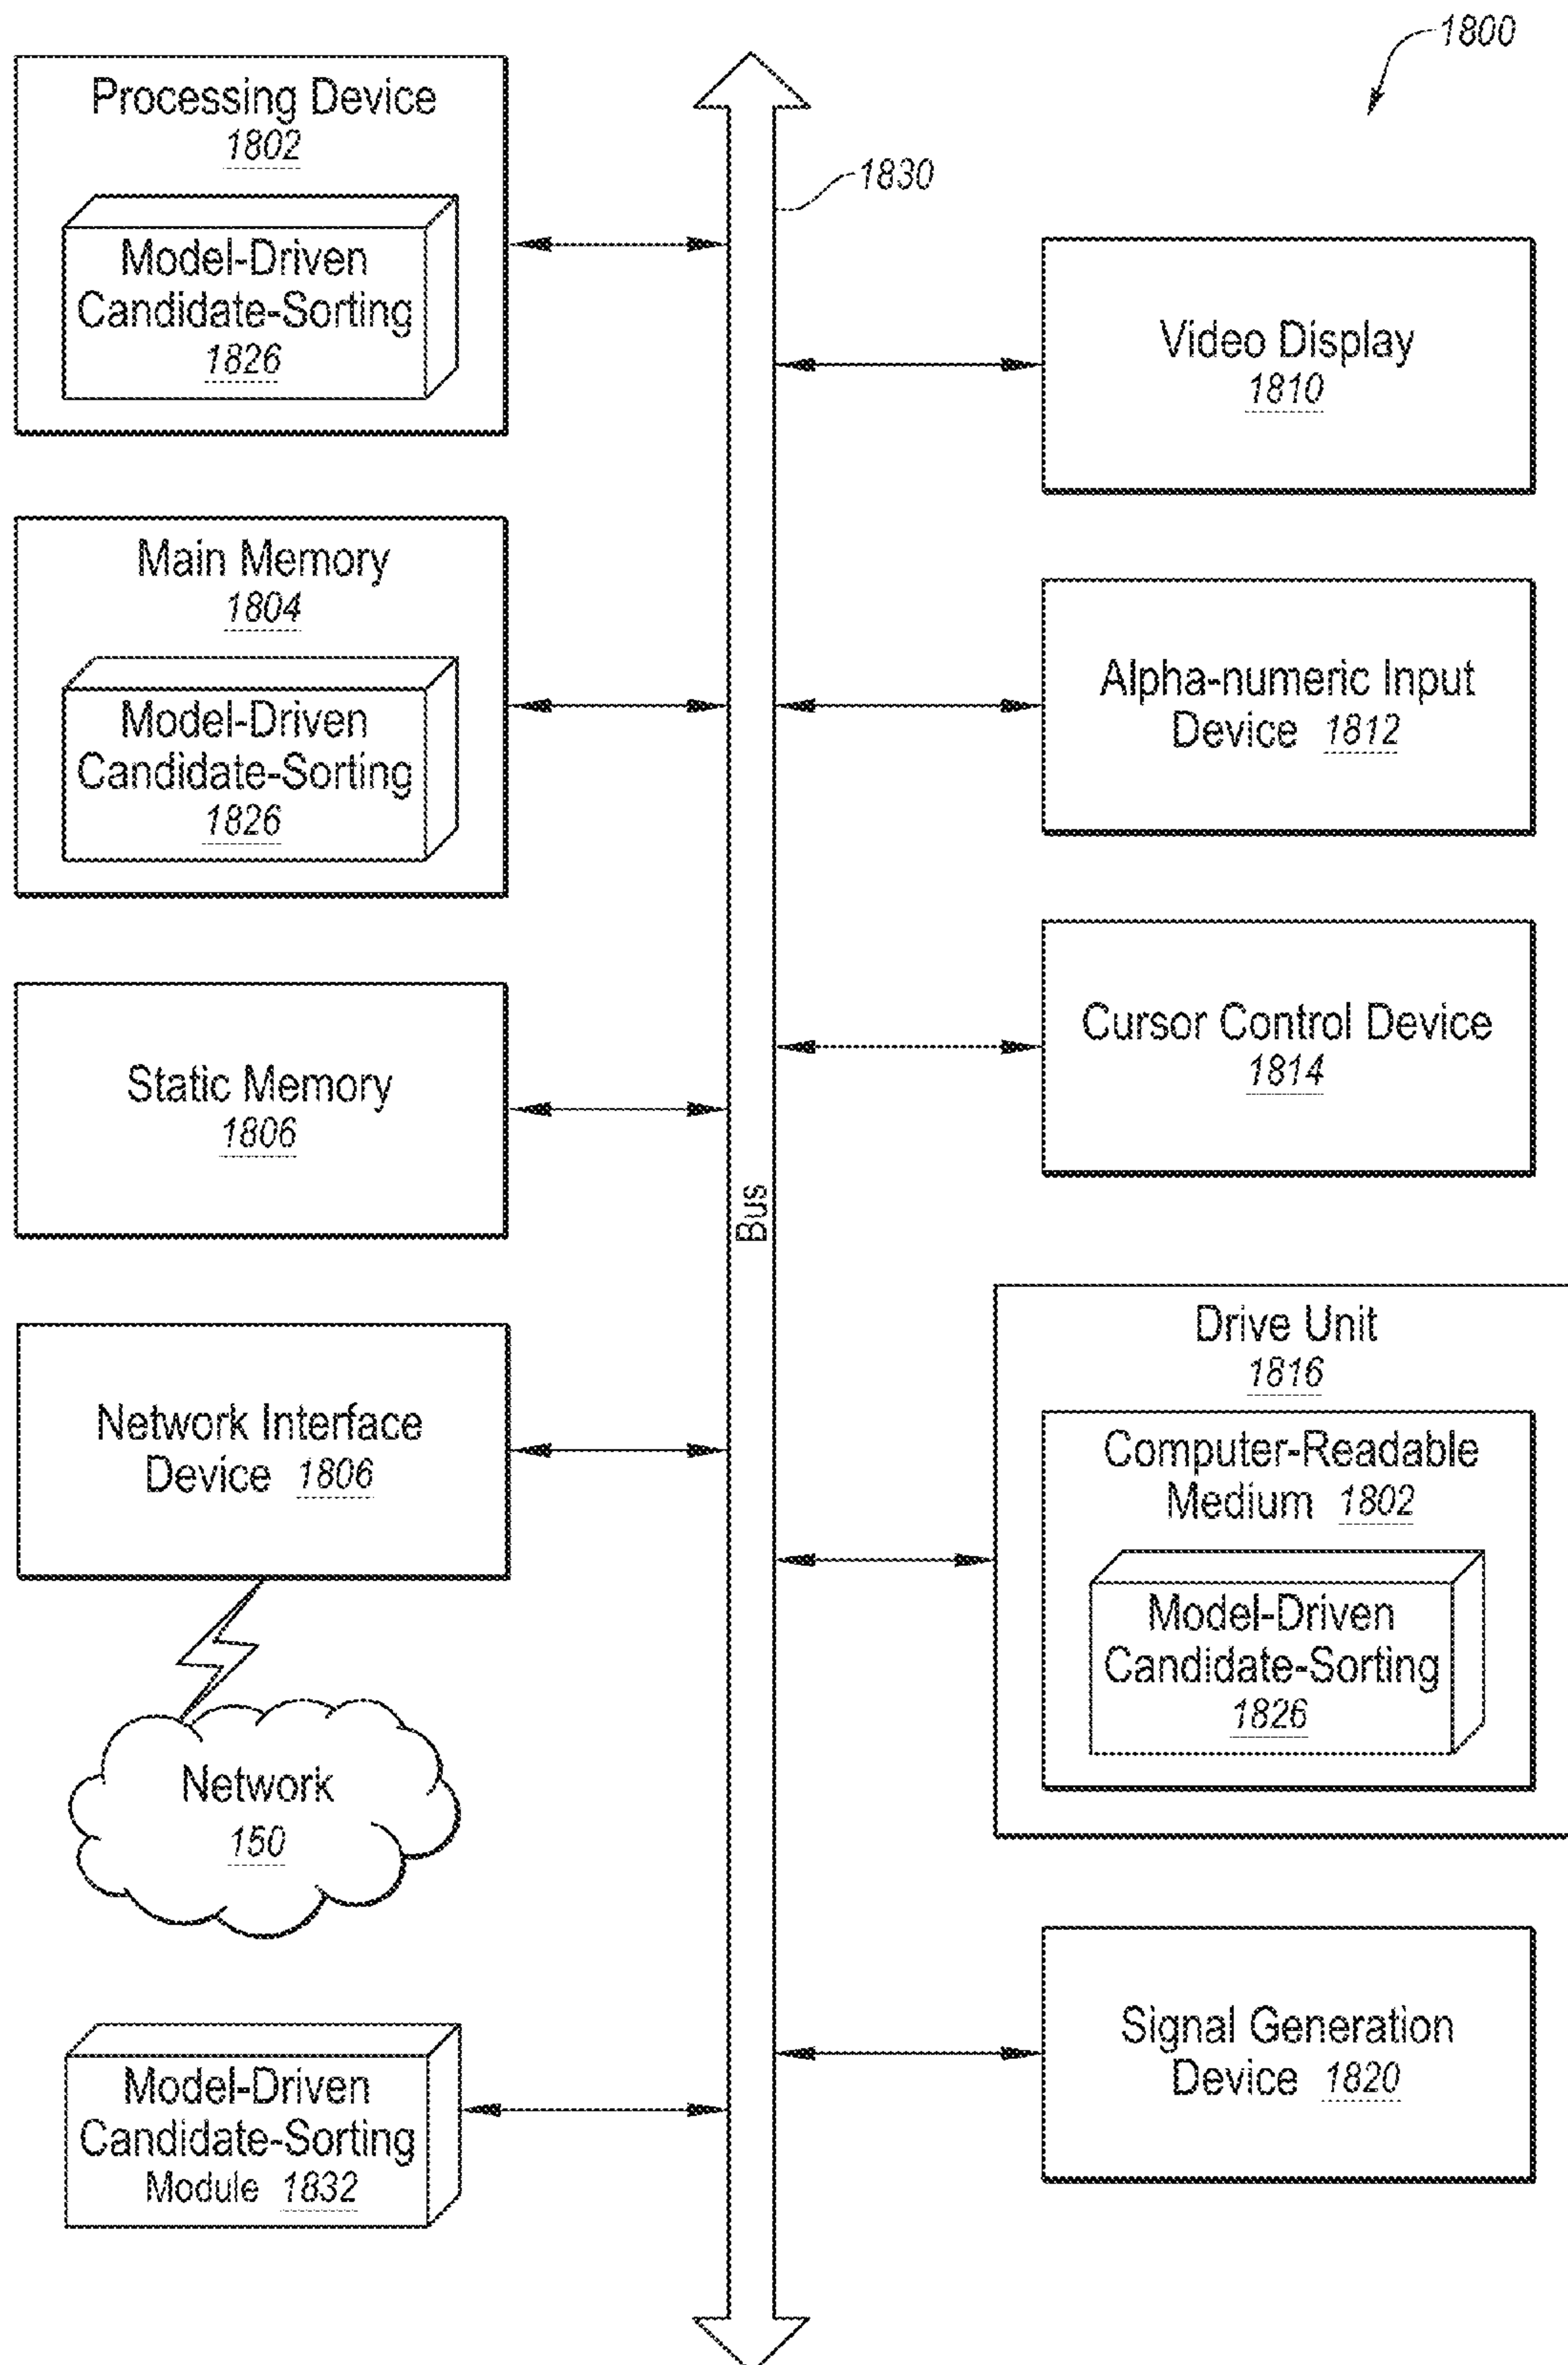 1800
Processing Device
1802
Model-Driven
Candidate-Sorting
1826
1830
Video Display
1810
Main Memory
1804
Model-Driven
Candidate-Sorting
1826
Alpha-numeric Input
Device 1812
Static Memory
1806
Cursor Control Device
1814
Bus
Network Interface
Device 1806
Drive Unit
1816
Computer-Readable
Medium 1802
Model-Driven
Candidate-Sorting
1826
Network
150
Model-Driven
Candidate-Sorting
Module 1832
Signal Generation
Device 1820